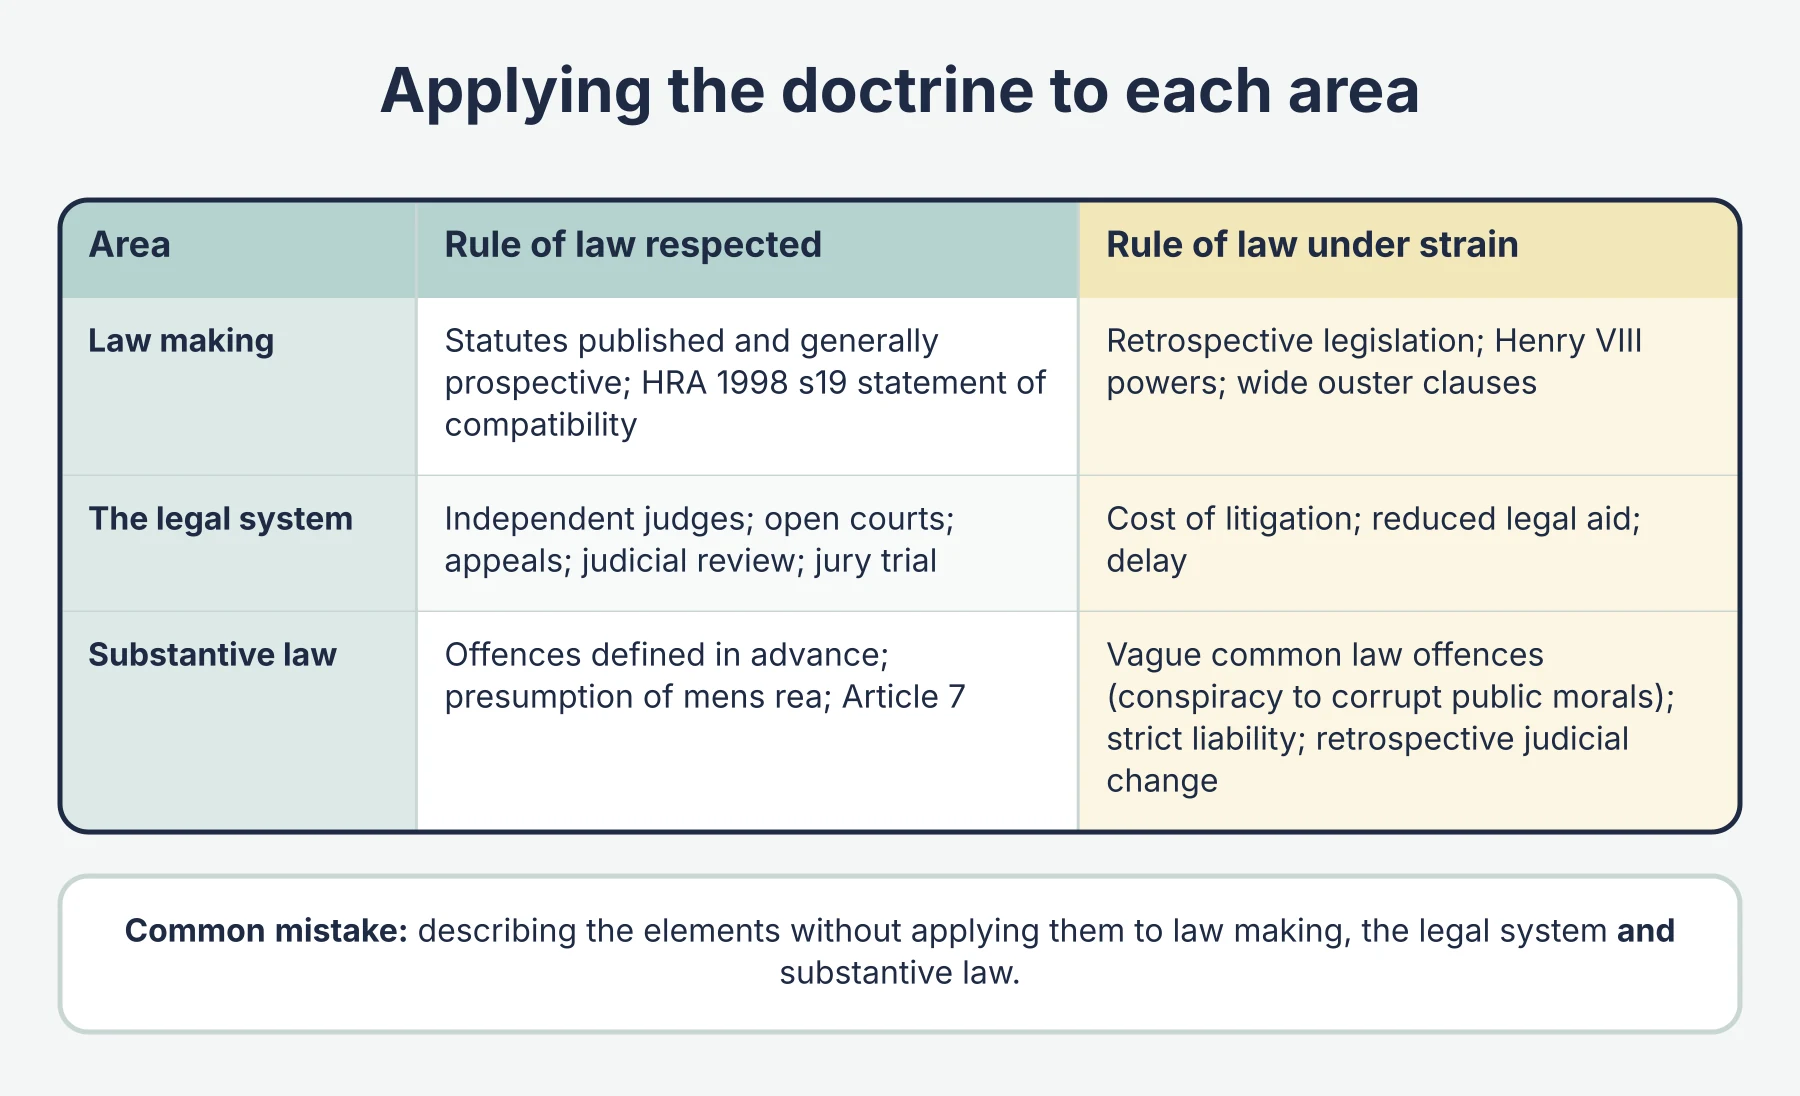 Applying the doctrine to each area
Area
Rule of law respected
Rule of law under strain
Law making
Statutes published and generally
prospective; HRA 1998 s19 statement of
compatibility
Retrospective legislation; Henry VIII
powers; wide ouster clauses
The legal system
Independent judges; open courts;
appeals; judicial review; jury trial
Cost of litigation; reduced legal aid;
delay
Substantive law
Offences defined in advance;
presumption of mens rea; Article 7
Vague common law offences
(conspiracy to corrupt public morals);
strict liability; retrospective judicial
change
Common mistake: describing the elements without applying them to law making, the legal system and
substantive law.